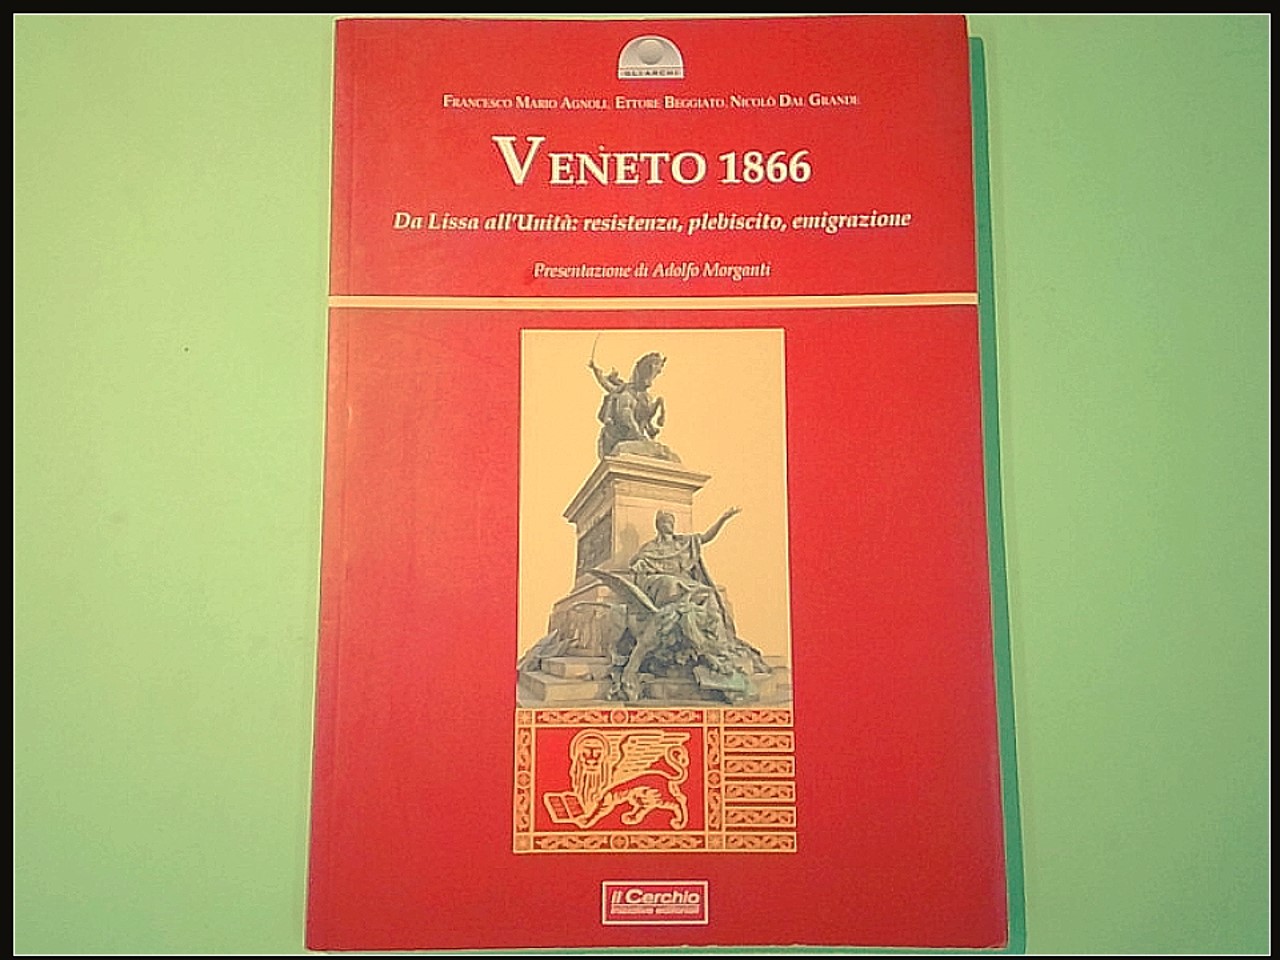 GLI ARCHI
FRANCESCO MARIO AGNOLI, ETTORE BEGGIATO, NICOLÒ DAL GRANDE
VENETO 1866
Da Lissa all'Unità: resistenza, plebiscito, emigrazione
Presentazione di Adolfo Morganti
il Cerchio
iniziative editoriali